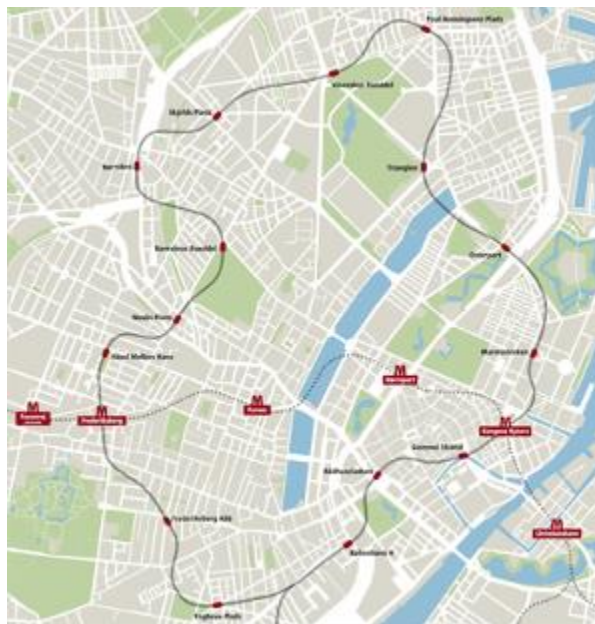 Poul Henningsens Plads
Vibenshus Runddel
Skjolds Plads
Nørrebro
Trianglen
Nørrebros Runddel
Østerport
Nuuks Plads
Aksel Møllers Have
Marmorkirken
M
Nørreport
M
Forum
M
Fasanvej
M
Frederiksberg
M
Kongens Nytorv
Gammel Strand
Rådhuspladsen
Frederiksberg Allé
M
Christianshavn
København H
Enghave Plads